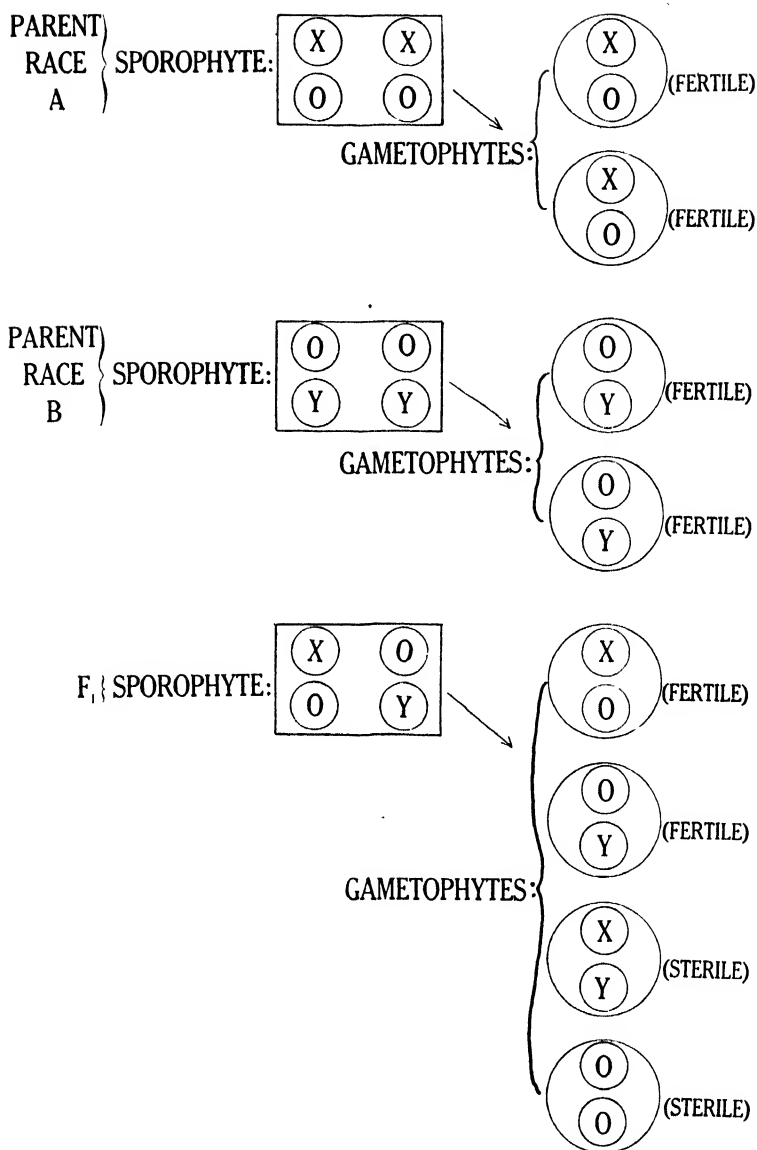 PARENT
RACE
A
SPOROPHYTE:
X X
O O
GAMETOPHYTES:
X
O
(FERTILE)
X
O
(FERTILE)
PARENT
RACE
B
SPOROPHYTE:
O O
Y Y
GAMETOPHYTES:
O
Y
(FERTILE)
O
Y
(FERTILE)
F₁ SPOROPHYTE:
X O
O Y
GAMETOPHYTES:
X
O
(FERTILE)
O
Y
(FERTILE)
X
Y
(STERILE)
O
O
(STERILE)